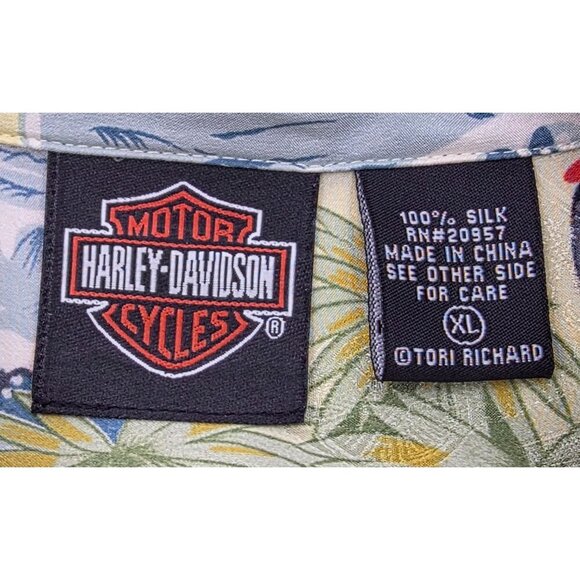 MOTOR
HARLEY-DAVIDSON
CYCLES
®
100% SILK
RN#20957
MADE IN CHINA
SEE OTHER SIDE
FOR CARE
XL
©TORI RICHARD